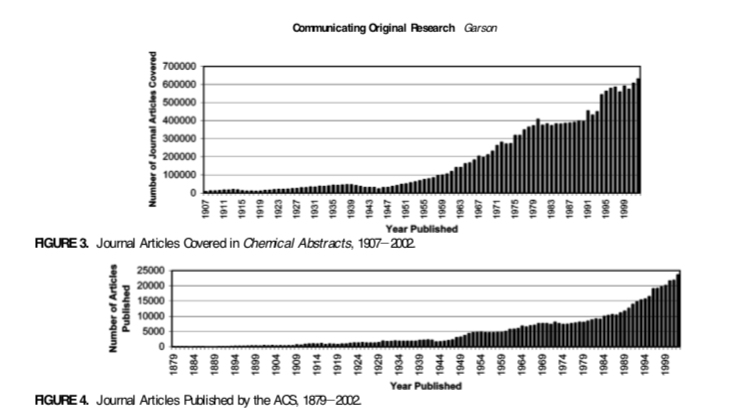 Communicating Original Research Garson
Number of Journal Articles Covered
700000
600000
500000
400000
300000
200000
100000
0
1907 1911 1915 1919 1923 1927 1931 1935 1939 1943 1947 1951 1955 1959 1963 1967 1971 1975 1979 1983 1987 1991 1995 1999
Year Published
FIGURE 3. Journal Articles Covered in Chemical Abstracts, 1907—2002.
Number of Articles
Published
25000
20000
15000
10000
5000
0
1879 1884 1889 1894 1899 1904 1909 1914 1919 1924 1929 1934 1939 1944 1949 1954 1959 1964 1969 1974 1979 1984 1989 1994 1999
Year Published
FIGURE 4. Journal Articles Published by the ACS, 1879—2002.